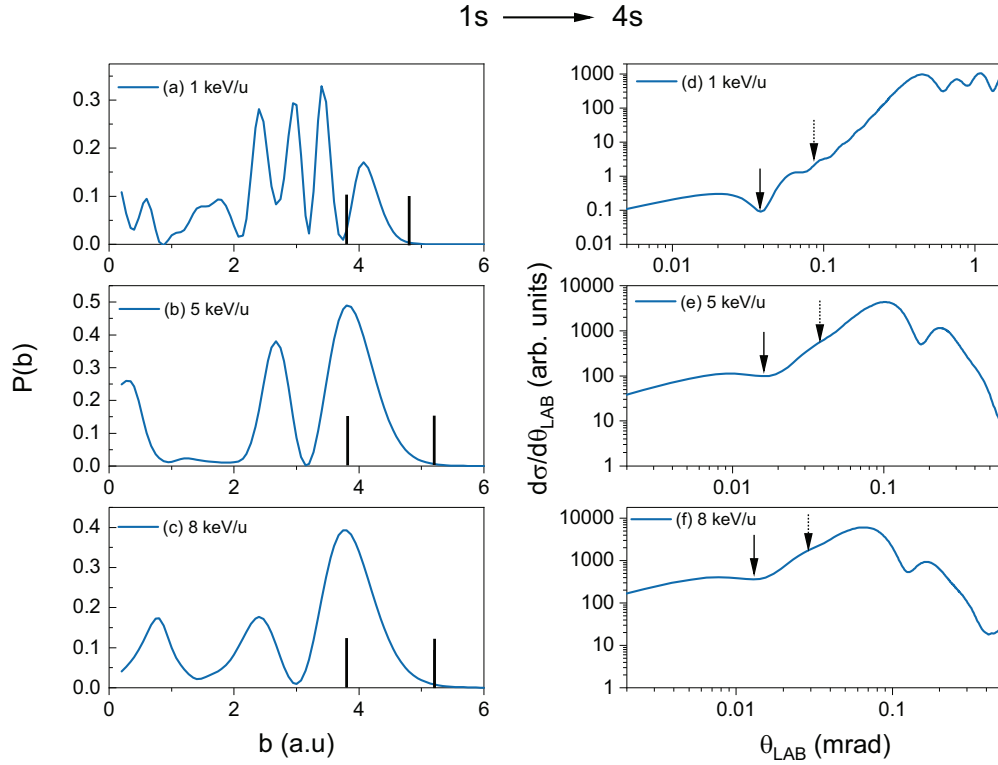 1s 4s
(a) 1 keV/u
0.3
0.2
0.1
0.0
0 2 4 6
(b) 5 keV/u
0.5
0.4
0.3
0.2
0.1
0.0
0 2 4 6
(c) 8 keV/u
0.4
0.3
0.2
0.1
0.0
0 2 4 6
P(b)
b (a.u)
(d) 1 keV/u
1000
100
10
1
0.1
0.01
0.01 0.1 1
(e) 5 keV/u
1000
100
10
1
0.01 0.1
(f) 8 keV/u
10000
1000
100
10
1
0.01 0.1
dσ/dθLAB (arb. units)
θLAB (mrad)